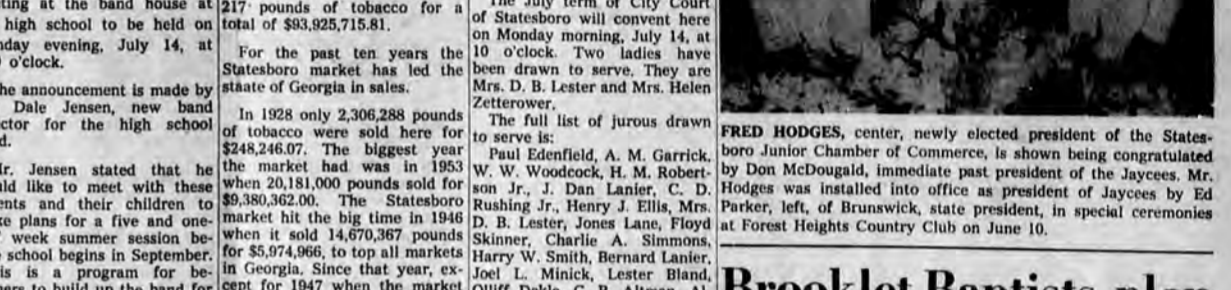 ting at the band house at
high school to be held on
nday evening, July 14, at
o'clock.
he announcement is made by
Dale Jensen, new band
ctor for the high school
d.
Ir. Jensen stated that he
uld like to meet with these
ents and their children to
ke plans for a five and one-
week summer session be-
school begins in September.
is is a program for be-
ners to build up the band for
217 pounds of tobacco for a
total of $93,925,715.81.
For the past ten years the
Statesboro market has led the
staate of Georgia in sales.
In 1928 only 2,306,288 pounds
of tobacco were sold here for
$248,246.07. The biggest year
the market had was in 1953
when 20,181,000 pounds sold for
$9,380,362.00. The Statesboro
market hit the big time in 1946
when it sold 14,670,367 pounds
for $5,974,966, to top all markets
in Georgia. Since that year, ex-
cept for 1947 when the market
The July term of City Court
of Statesboro will convent here
on Monday morning, July 14, at
10 o'clock. Two ladies have
been drawn to serve. They are
Mrs. D. B. Lester and Mrs. Helen
Zetterower.
The full list of jurous drawn
to serve is:
Paul Edenfield, A. M. Garrick,
W. W. Woodcock, H. M. Robert-
son Jr., J. Dan Lanier, C. D.
Rushing Jr., Henry J. Ellis, Mrs.
D. B. Lester, Jones Lane, Floyd
Skinner, Charlie A. Simmons,
Harry W. Smith, Bernard Lanier,
Joel L. Minick, Lester Bland,
FRED HODGES, center, newly elected president of the States-
boro Junior Chamber of Commerce, is shown being congratulated
by Don McDougald, immediate past president of the Jaycees. Mr.
Hodges was installed into office as president of Jaycees by Ed
Parker, left, of Brunswick, state president, in special ceremonies
at Forest Heights Country Club on June 10.
Brooklet Baptists plan